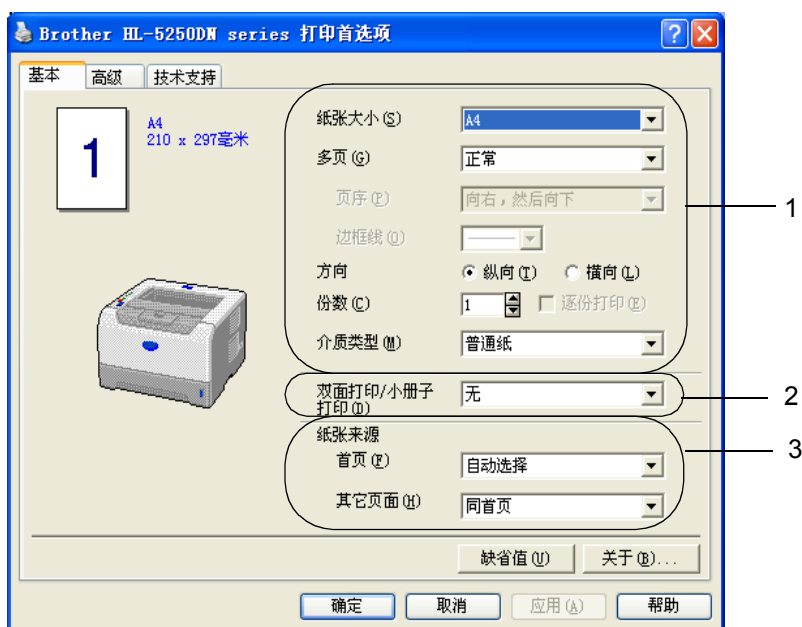 Brother HL-5250DN series 打印首选项
基本 高级 技术支持
1
A4
210 x 297毫米
纸张大小(S) A4
多页(G) 正常
页序(P) 向右，然后向下
边框线(O)
方向 纵向(T) 横向(L)
份数(C) 1 逐份打印(E)
介质类型(M) 普通纸
1
双面打印/小册子
打印(D) 无
2
纸张来源
首页(F) 自动选择
3
其它页面(H) 同首页
缺省值(U) 关于(B)...
确定 取消 应用(A) 帮助